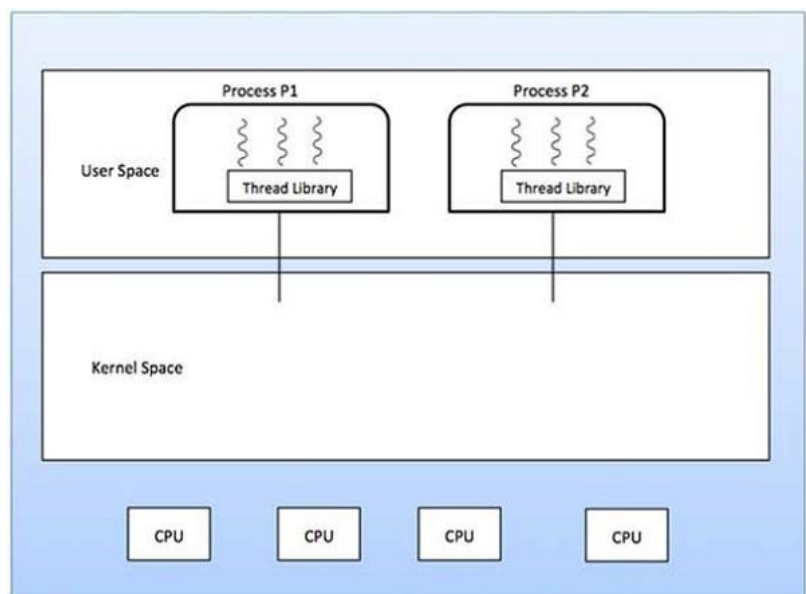 Process P1
Process P2
User Space
Thread Library
Thread Library
Kernel Space
CPU
CPU
CPU
CPU